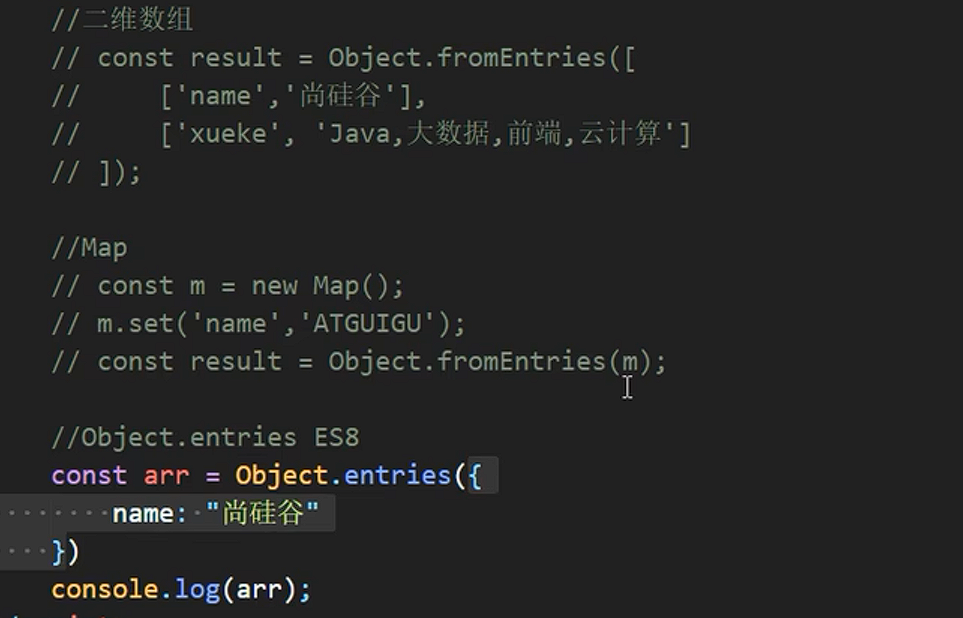 //二维数组
// const result = Object.fromEntries([
//     ['name','尚硅谷'],
//     ['xueke', 'Java,大数据,前端,云计算']
// ]);
//Map
// const m = new Map();
// m.set('name','ATGUIGU');
// const result = Object.fromEntries(m);
//Object.entries ES8
const arr = Object.entries({
name: "尚硅谷"
})
console.log(arr);